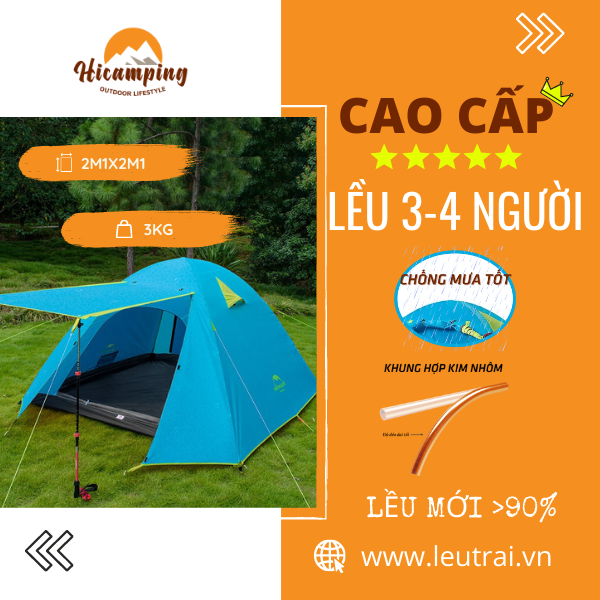 Hicamping
OUTDOOR LIFESTYLE
2M1X2M1
3KG
CAO CẤP
LỀU 3-4 NGƯỜI
CHỐNG MƯA TỐT
KHUNG HỢP KIM NHÔM
LỀU MỚI >90%
www.leutrai.vn